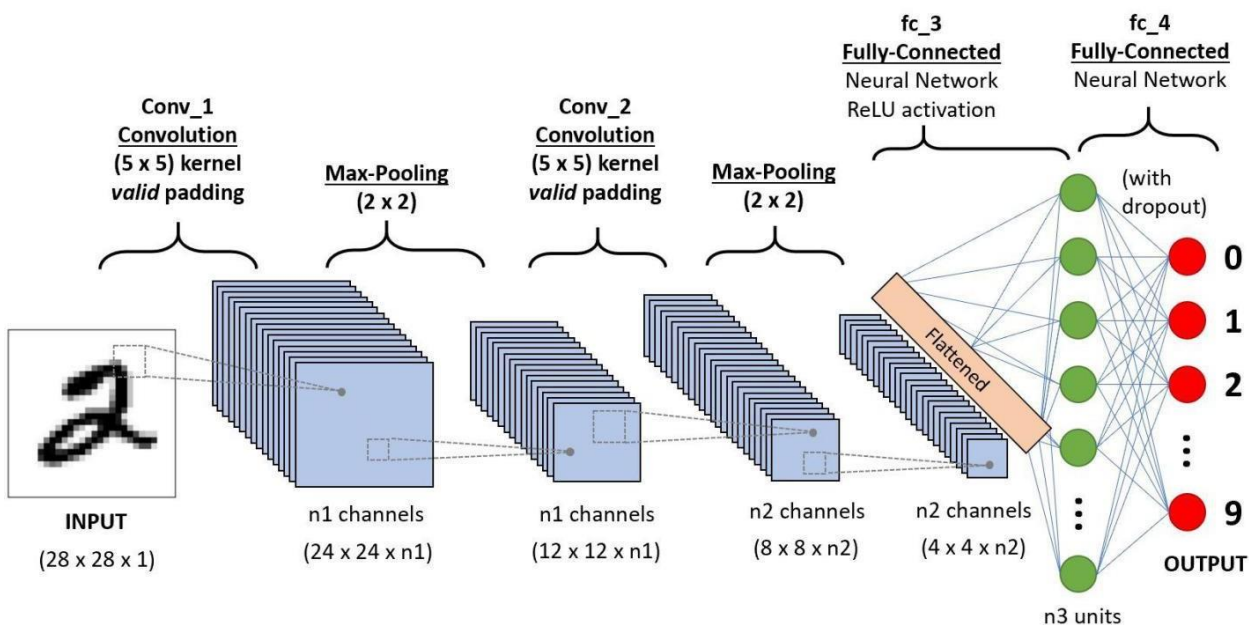 fc_3
Fully-Connected
Neural Network
ReLU activation
fc_4
Fully-Connected
Neural Network
Conv_1
Convolution
(5 x 5) kernel
valid padding
Max-Pooling
(2 x 2)
Conv_2
Convolution
(5 x 5) kernel
valid padding
Max-Pooling
(2 x 2)
(with
dropout)
2
Flattened
0
1
2
9
INPUT
(28 x 28 x 1)
n1 channels
(24 x 24 x n1)
n1 channels
(12 x 12 x n1)
n2 channels
(8 x 8 x n2)
n2 channels
(4 x 4 x n2)
OUTPUT
n3 units